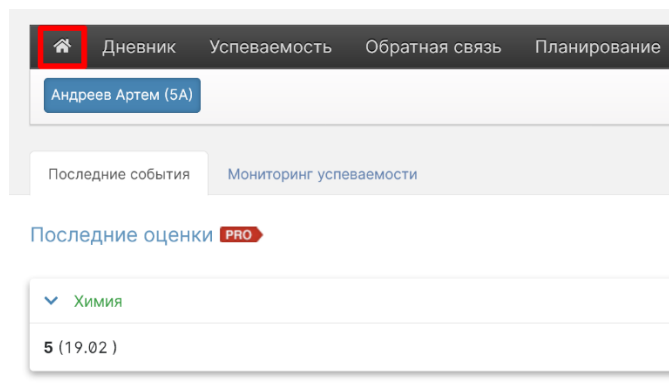 Дневник Успеваемость Обратная связь Планирование
Андреев Артем (5А)
Последние события Мониторинг успеваемости
Последние оценки PRO
Химия
5 (19.02 )